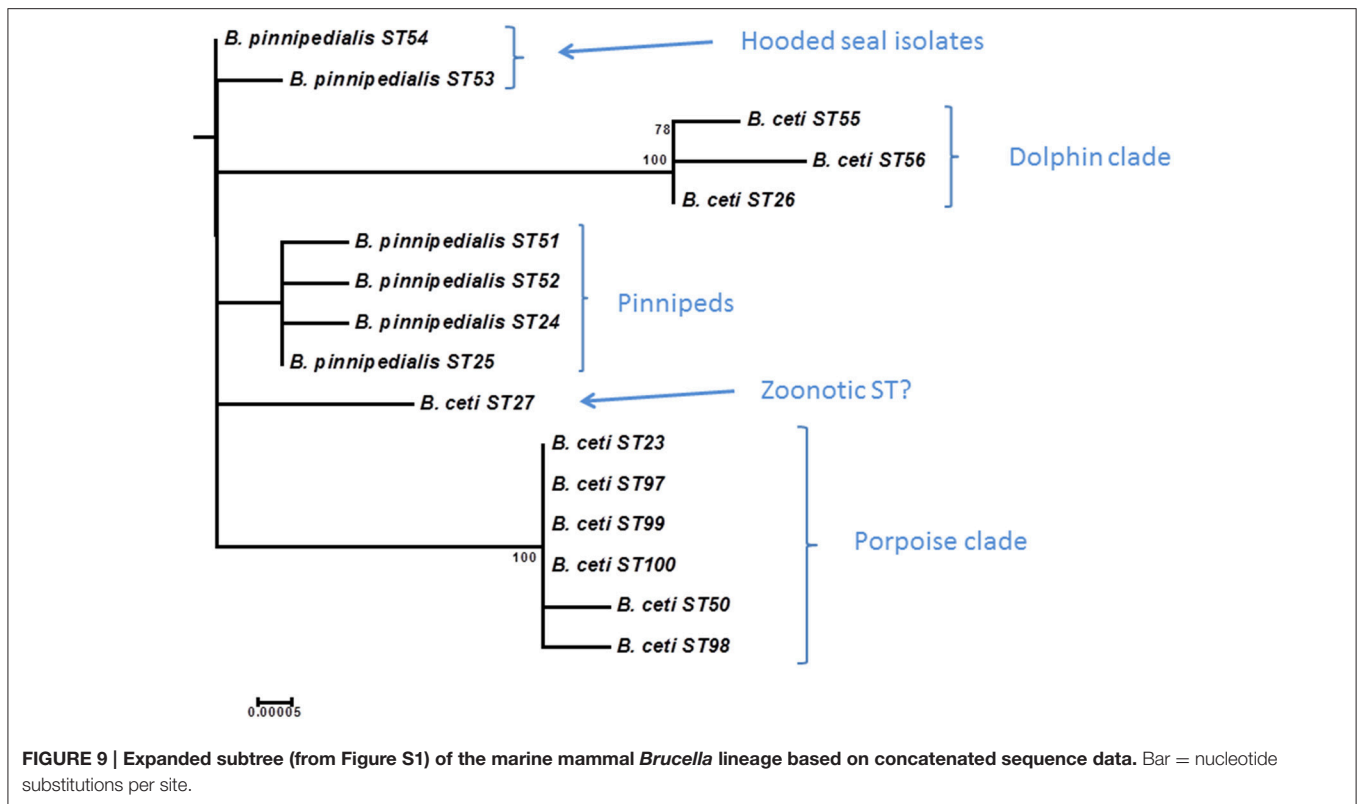 B. pinnipedialis ST54
Hooded seal isolates
B. pinnipedialis ST53
B. ceti ST55
78
100
B. ceti ST56
Dolphin clade
B. ceti ST26
B. pinnipedialis ST51
B. pinnipedialis ST52
Pinnipeds
B. pinnipedialis ST24
B. pinnipedialis ST25
Zoonotic ST?
B. ceti ST27
B. ceti ST23
B. ceti ST97
B. ceti ST99
Porpoise clade
100
B. ceti ST100
B. ceti ST50
B. ceti ST98
0.00005
FIGURE 9 | Expanded subtree (from Figure S1) of the marine mammal Brucella lineage based on concatenated sequence data. Bar = nucleotide
substitutions per site.